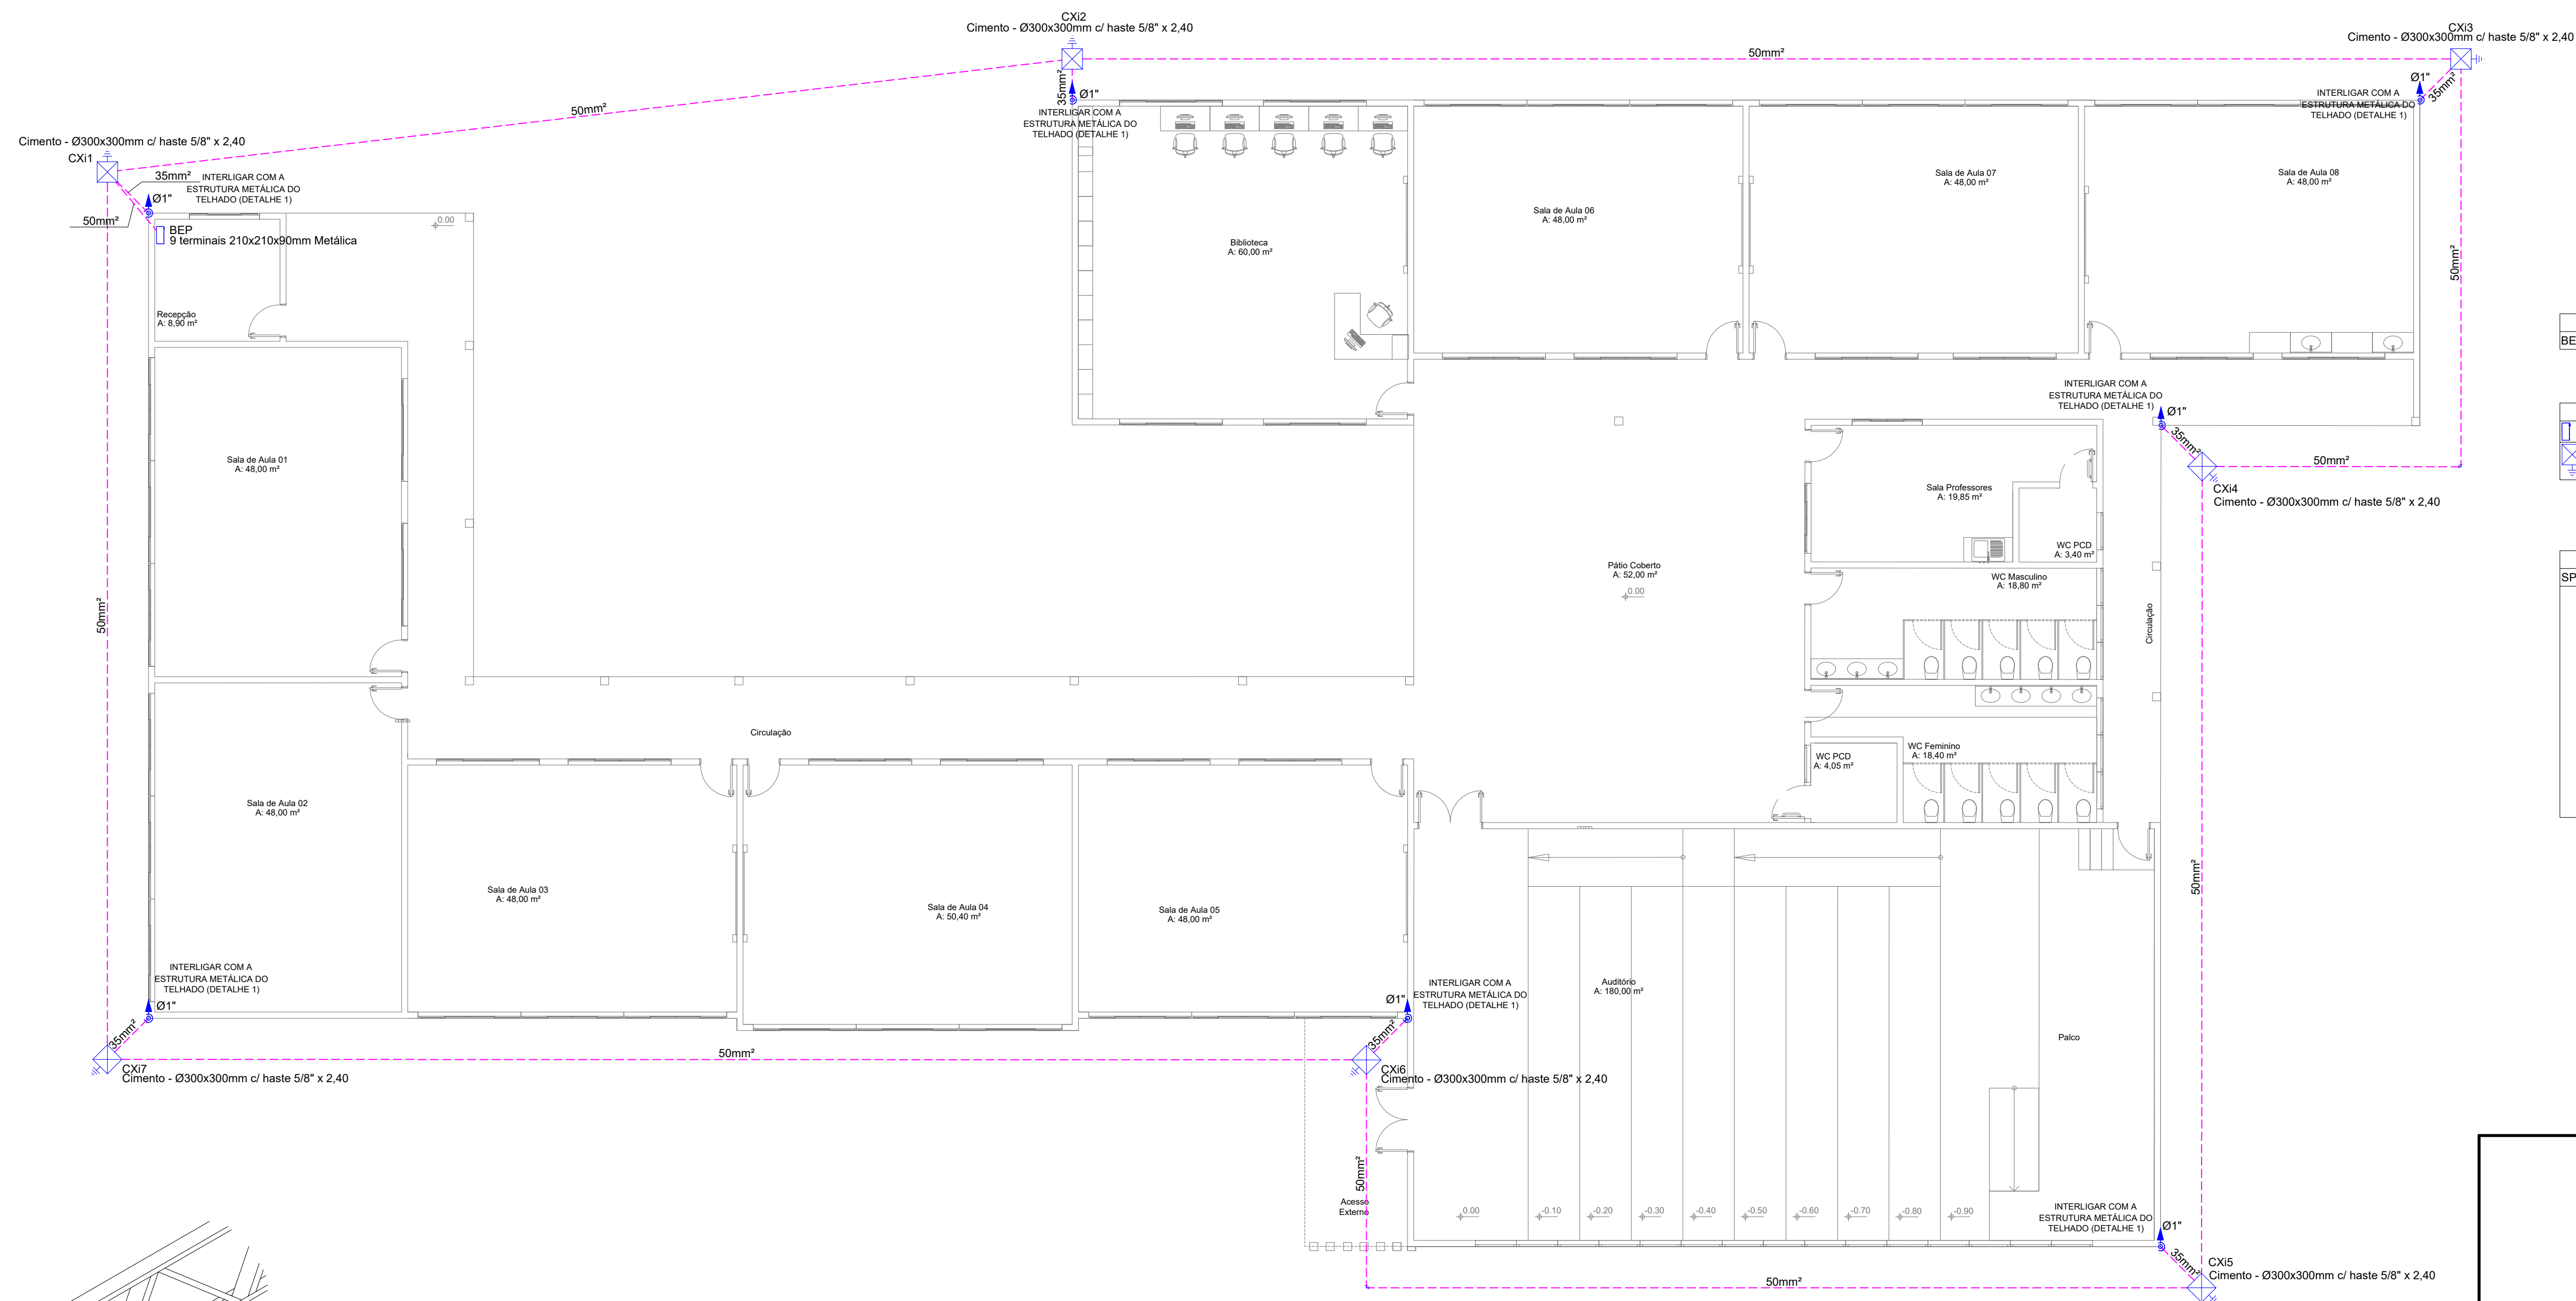 CXi2
Cimento - Ø300x300mm c/ haste 5/8" x 2,40
CXi3
Cimento - Ø300x300mm c/ haste 5/8" x 2,40
50mm²
35mm²
Ø1"
INTERLIGAR COM A
ESTRUTURA METÁLICA DO
TELHADO (DETALHE 1)
Ø1"
35mm²
INTERLIGAR COM A
ESTRUTURA METÁLICA DO
TELHADO (DETALHE 1)
50mm²
Cimento - Ø300x300mm c/ haste 5/8" x 2,40
CXi1
35mm²
INTERLIGAR COM A
ESTRUTURA METÁLICA DO
TELHADO (DETALHE 1)
Ø1"
50mm²
BEP
9 terminais 210x210x90mm Metálica
0.00
Sala de Aula 07
A: 48,00 m²
Sala de Aula 08
A: 48,00 m²
Sala de Aula 06
A: 48,00 m²
Biblioteca
A: 60,00 m²
50mm²
Recepção
A: 8,90 m²
BE
INTERLIGAR COM A
ESTRUTURA METÁLICA DO
TELHADO (DETALHE 1)
Ø1"
35mm²
50mm²
CXi4
Cimento - Ø300x300mm c/ haste 5/8" x 2,40
Sala de Aula 01
A: 48,00 m²
Sala Professores
A: 19,85 m²
WC PCD
A: 3,40 m²
Pátio Coberto
A: 52,00 m²
0.00
WC Masculino
A: 18,80 m²
SP
50mm²
Circulação
Circulação
WC Feminino
A: 18,40 m²
WC PCD
A: 4,05 m²
Sala de Aula 02
A: 48,00 m²
Sala de Aula 03
A: 48,00 m²
Sala de Aula 04
A: 50,40 m²
Sala de Aula 05
A: 48,00 m²
50mm²
INTERLIGAR COM A
ESTRUTURA METÁLICA DO
TELHADO (DETALHE 1)
Ø1"
35mm²
INTERLIGAR COM A
ESTRUTURA METÁLICA DO
TELHADO (DETALHE 1)
Ø1"
35mm²
Auditório
A: 180,00 m²
Palco
50mm²
CXi7
Cimento - Ø300x300mm c/ haste 5/8" x 2,40
CXi6
Cimento - Ø300x300mm c/ haste 5/8" x 2,40
50mm²
Acesso
Externo
0.00
-0.10
-0.20
-0.30
-0.40
-0.50
-0.60
-0.70
-0.80
-0.90
INTERLIGAR COM A
ESTRUTURA METÁLICA DO
TELHADO (DETALHE 1)
Ø1"
35mm²
CXi5
Cimento - Ø300x300mm c/ haste 5/8" x 2,40
50mm²